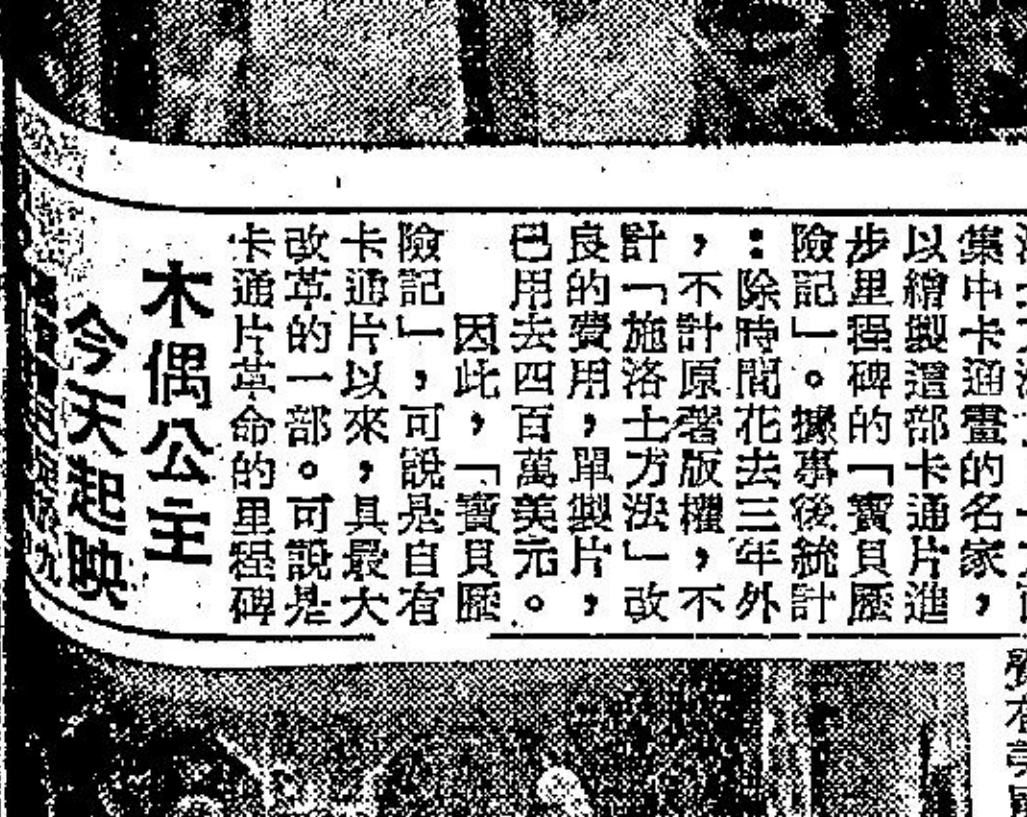 集中卡通畫的名家，
以繪製這部卡通片進
步里程碑的「寶貝歷
險記」。據事後統計
：除時間花去三年外
，不計原著版權，不
計「施洛士方法」改
良的費用，單製片，
已用去四百萬美元。
因此，「寶貝歷
險記」，可說是自有
卡通片以來，具最大
改革的一部。可說是
卡通片革命的里程碑
木偶公主
今天起映